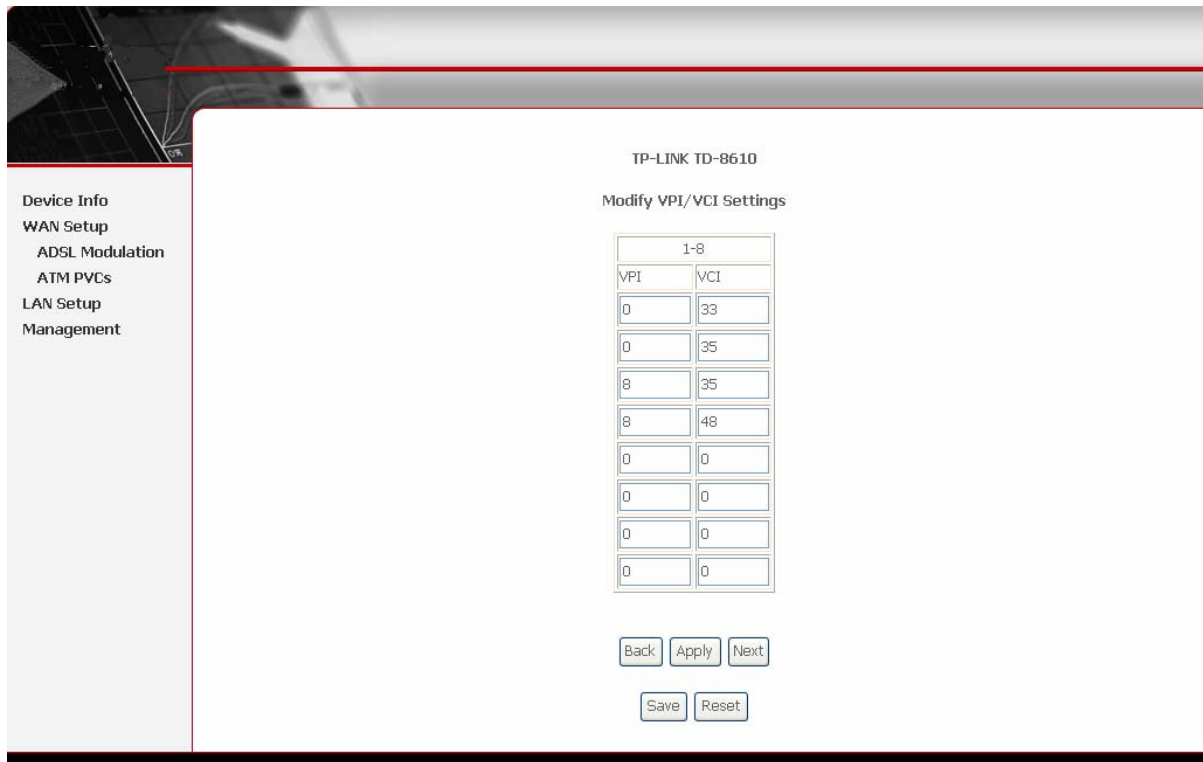 Device Info
WAN Setup
ADSL Modulation
ATM PVCs
LAN Setup
Management
TP-LINK TD-8610
Modify VPI/VCI Settings
1-8
VPI VCI
0 33
0 35
8 35
8 48
0 0
0 0
0 0
0 0
Back Apply Next
Save Reset